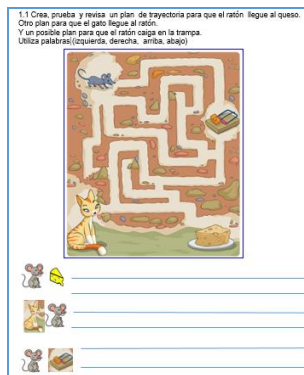 1.1 Crea, prueba y revisa un plan de trayectoria para que el ratón llegue al queso.
Otro plan para que el gato llegue al ratón.
Y un posible plan para que el ratón caiga en la trampa.
Utiliza palabras((izquierda, derecha, arriba, abajo)